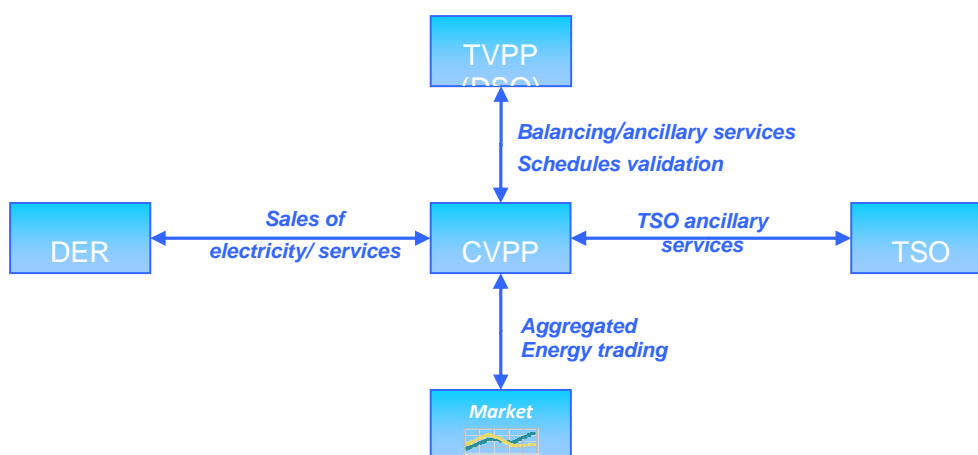 TVPP
(DSO)
Balancing/ancillary services
Schedules validation
DER
Sales of
electricity/ services
CVPP
TSO ancillary
services
TSO
Aggregated
Energy trading
Market